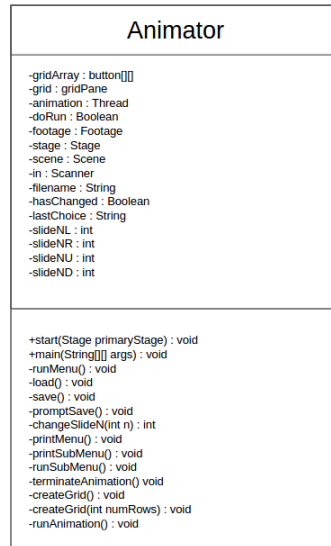 Animator
-gridArray : button[][]
-grid : gridPane
-animation : Thread
-doRun : Boolean
-footage : Footage
-stage : Stage
-scene : Scene
-in : Scanner
-filename : String
-hasChanged : Boolean
-lastChoice : String
-slideNL : int
-slideNR : int
-slideNU : int
-slideND : int
+start(Stage primaryStage) : void
+main(String[][] args) : void
-runMenu() : void
-load() : void
-save() : void
-promptSave() : void
-changeSlideN(int n) : int
-printMenu() : void
-printSubMenu() : void
-runSubMenu() : void
-terminateAnimation() void
-createGrid() : void
-createGrid(int numRows) : void
-runAnimation() : void